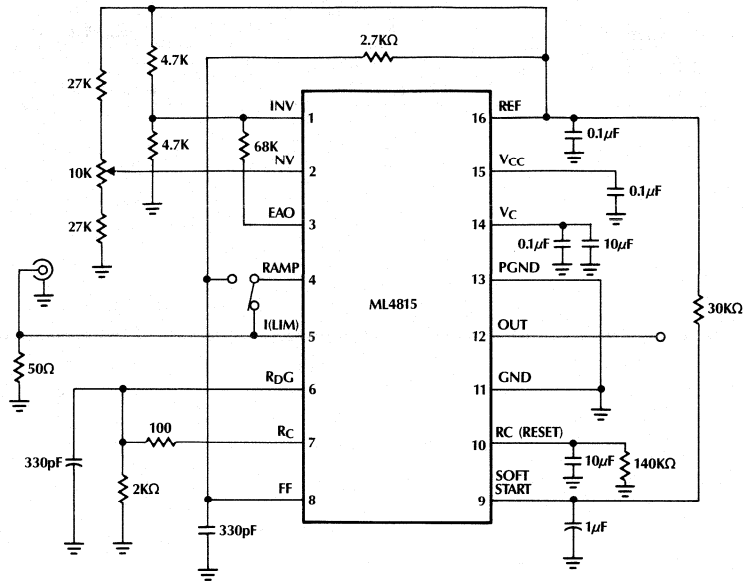 2.7KΩ
4.7K
27K
INV
1
16
REF
0.1µF
4.7K
68K
NV
2
15
VCC
10K
0.1µF
27K
EAO
3
14
VC
0.1µF
10µF
RAMP
4
13
PGND
ML4815
30KΩ
I(LIM)
5
12
OUT
50Ω
RDG
6
11
GND
100
RC
7
10
RC (RESET)
330pF
10µF
140KΩ
2KΩ
FF
8
9
SOFT
START
330pF
1µF